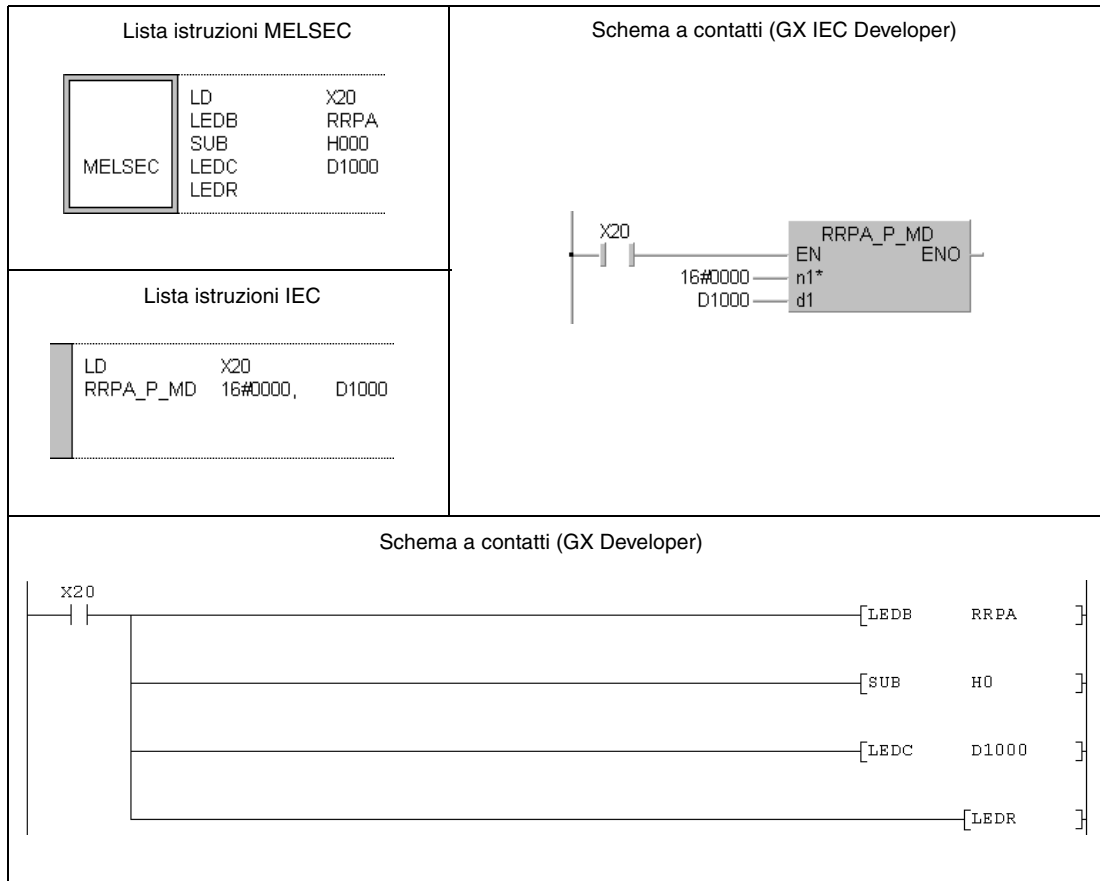 Lista istruzioni MELSEC
MELSEC
LD X20
LEDB RRPA
SUB H000
LEDC D1000
LEDR
Schema a contatti (GX IEC Developer)
X20
RRPA_P_MD
EN ENO
16#0000 n1*
D1000 d1
Lista istruzioni IEC
LD X20
RRPA_P_MD 16#0000, D1000
Schema a contatti (GX Developer)
X20
LEDB RRPA
SUB H0
LEDC D1000
LEDR